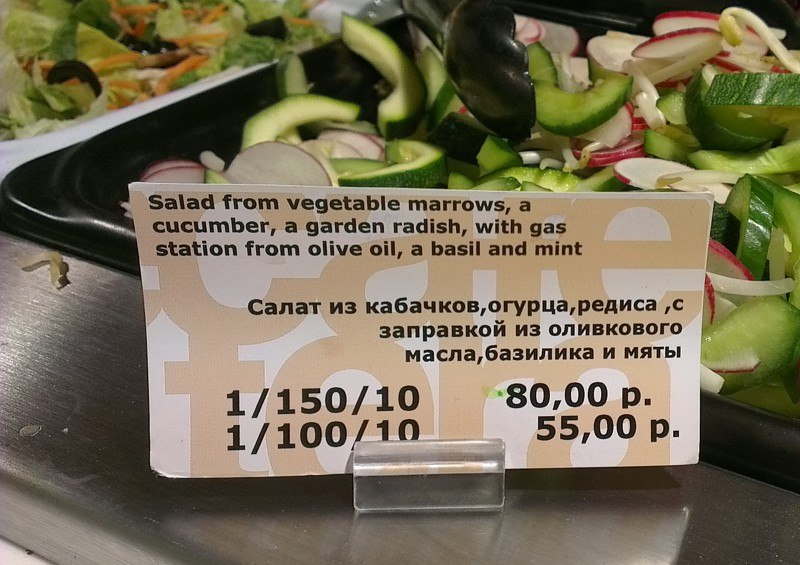 Salad from vegetable marrows, a
cucumber, a garden radish, with gas
station from olive oil, a basil and mint
Салат из кабачков,огурца,редиса ,с
заправкой из оливкового
масла,базилика и мяты
1/150/10 80,00 р.
1/100/10 55,00 р.